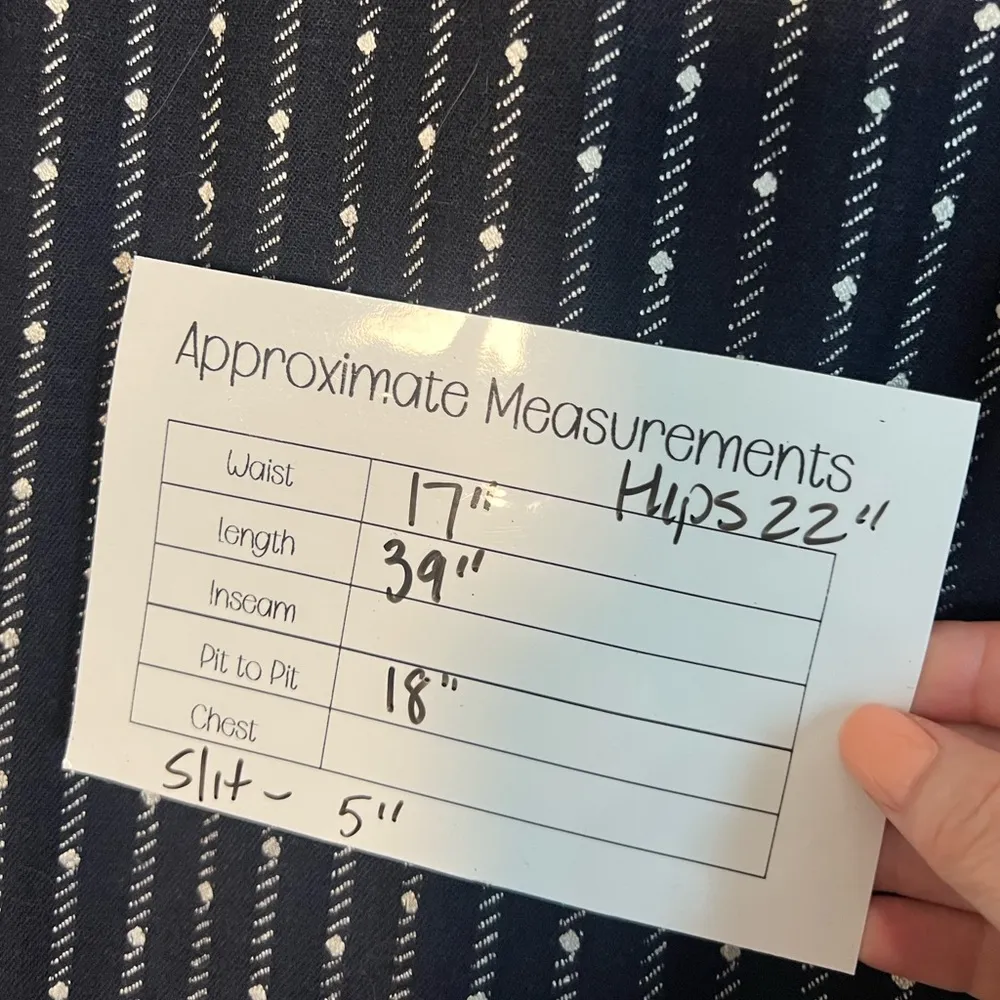 Approximate Measurements
Waist 17" Hips 22"
Length 39"
Inseam
Pit to Pit 18"
Chest
Slit - 5"